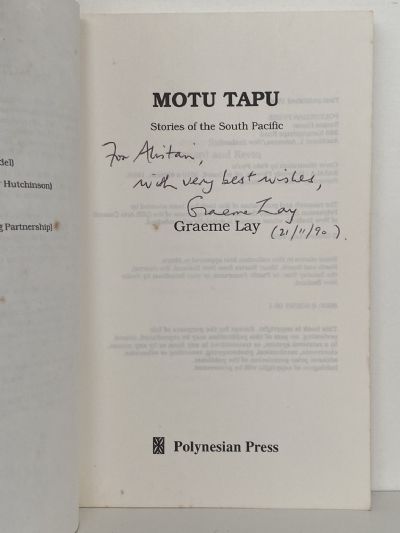 MOTU TAPU
Stories of the South Pacific
For Alistair,
with very best wishes,
Graeme Lay
Graeme Lay
(21/11/90).
Polynesian Press
del)
Hutchinson)
g Partnership)